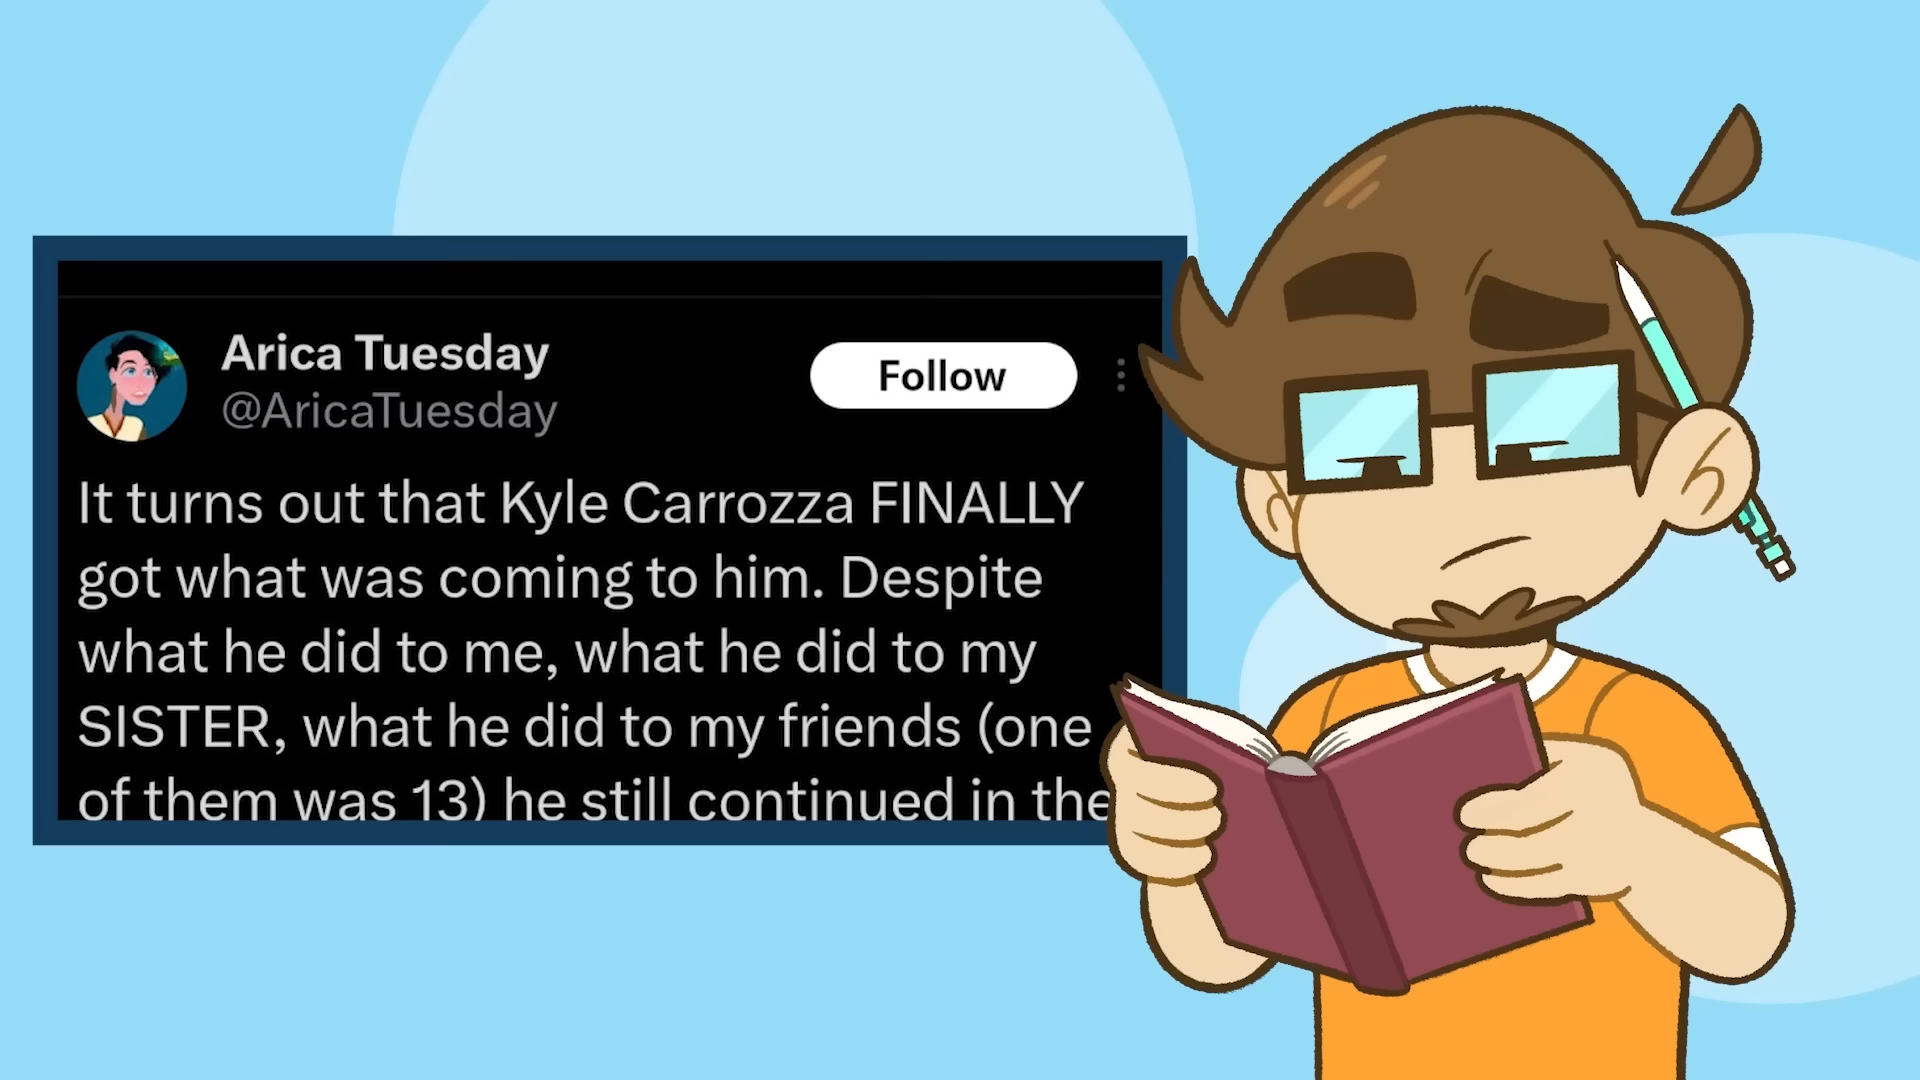 Arica Tuesday
@AricaTuesday
Follow
It turns out that Kyle Carrozza FINALLY
got what was coming to him. Despite
what he did to me, what he did to my
SISTER, what he did to my friends (one
of them was 13) he still continued in the